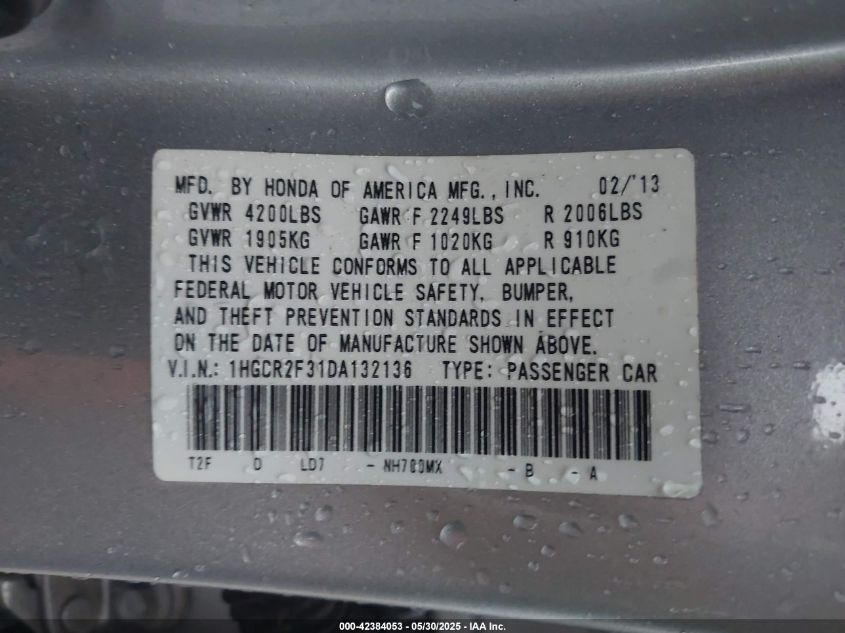 MFD. BY HONDA OF AMERICA MFG., INC. 02/'13
GVWR 4200LBS GAWR F 2249LBS R 2006LBS
GVWR 1905KG GAWR F 1020KG R 910KG
THIS VEHICLE CONFORMS TO ALL APPLICABLE
FEDERAL MOTOR VEHICLE SAFETY, BUMPER,
AND THEFT PREVENTION STANDARDS IN EFFECT
ON THE DATE OF MANUFACTURE SHOWN ABOVE.
V.I.N.: 1HGCR2F31DA132136 TYPE: PASSENGER CAR
T2F 0 LD7 - NH700MX - B - A
000-42384053 - 05/30/2025 - IAA Inc.